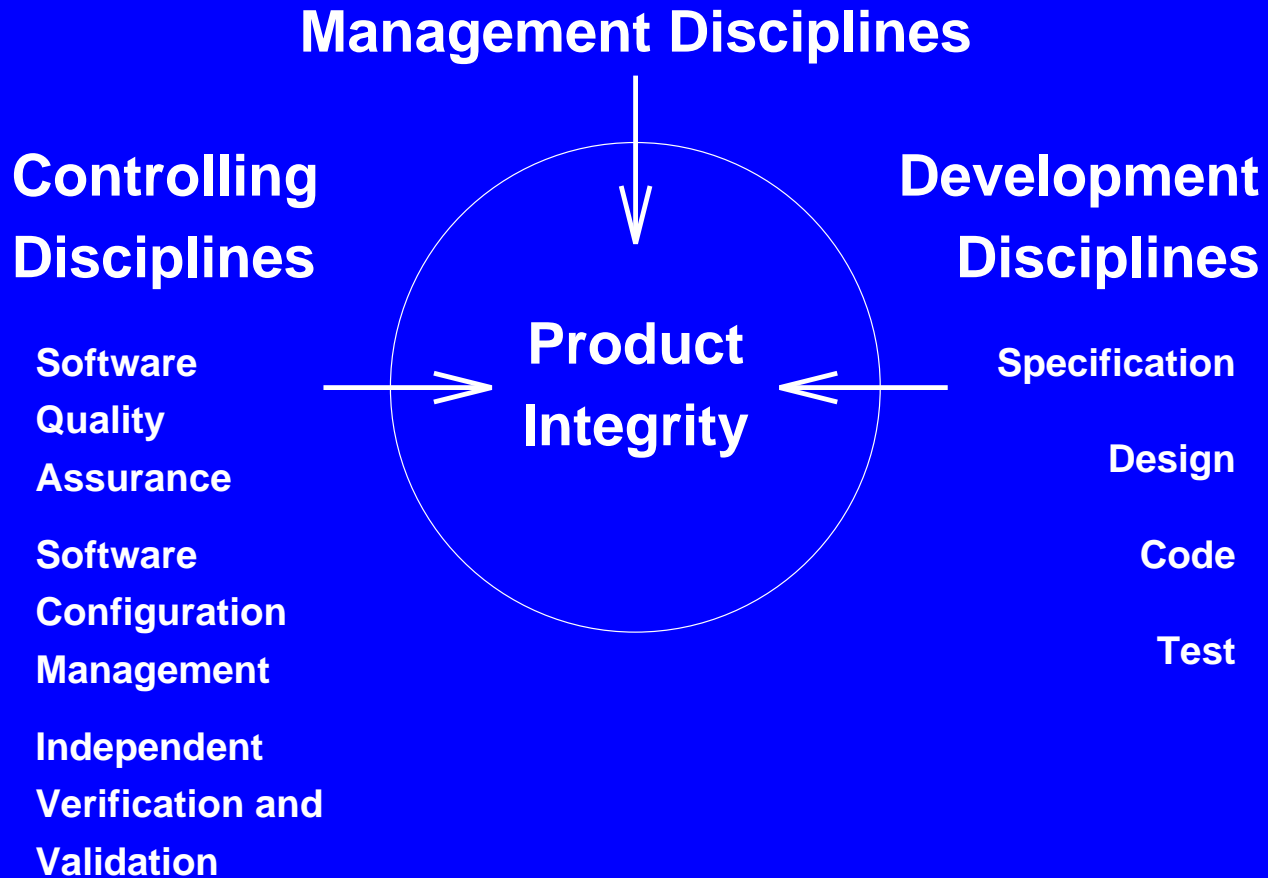 Management Disciplines
Controlling
Disciplines
Software
Quality
Assurance
Software
Configuration
Management
Independent
Verification and
Validation
Product
Integrity
Development
Disciplines
Specification
Design
Code
Test